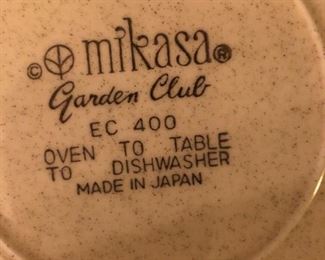 © mikasa®
Garden Club
EC 400
OVEN TO TABLE
TO DISHWASHER
MADE IN JAPAN